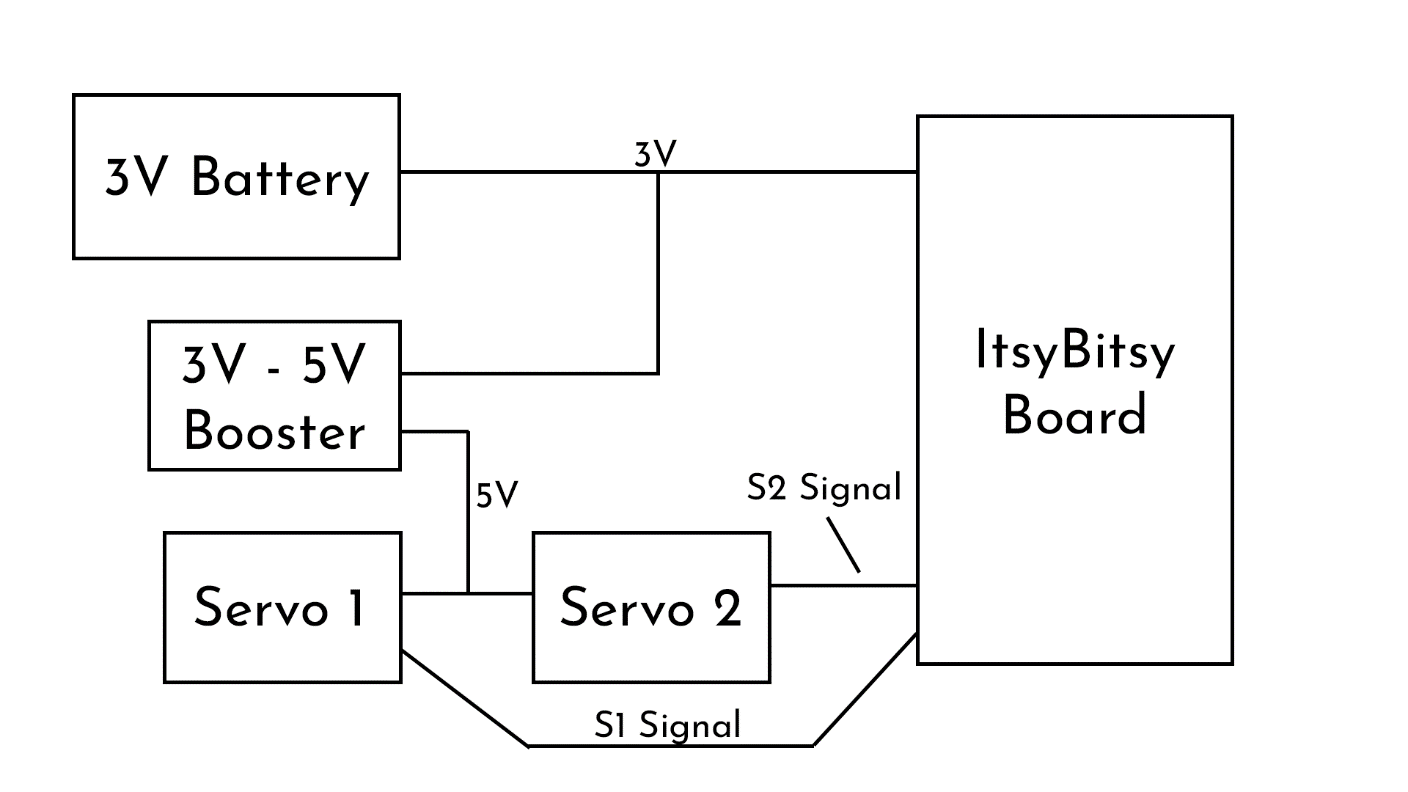 3V Battery
3V
3V - 5V
Booster
ItsyBitsy
Board
5V
S2 Signal
Servo 1
Servo 2
S1 Signal